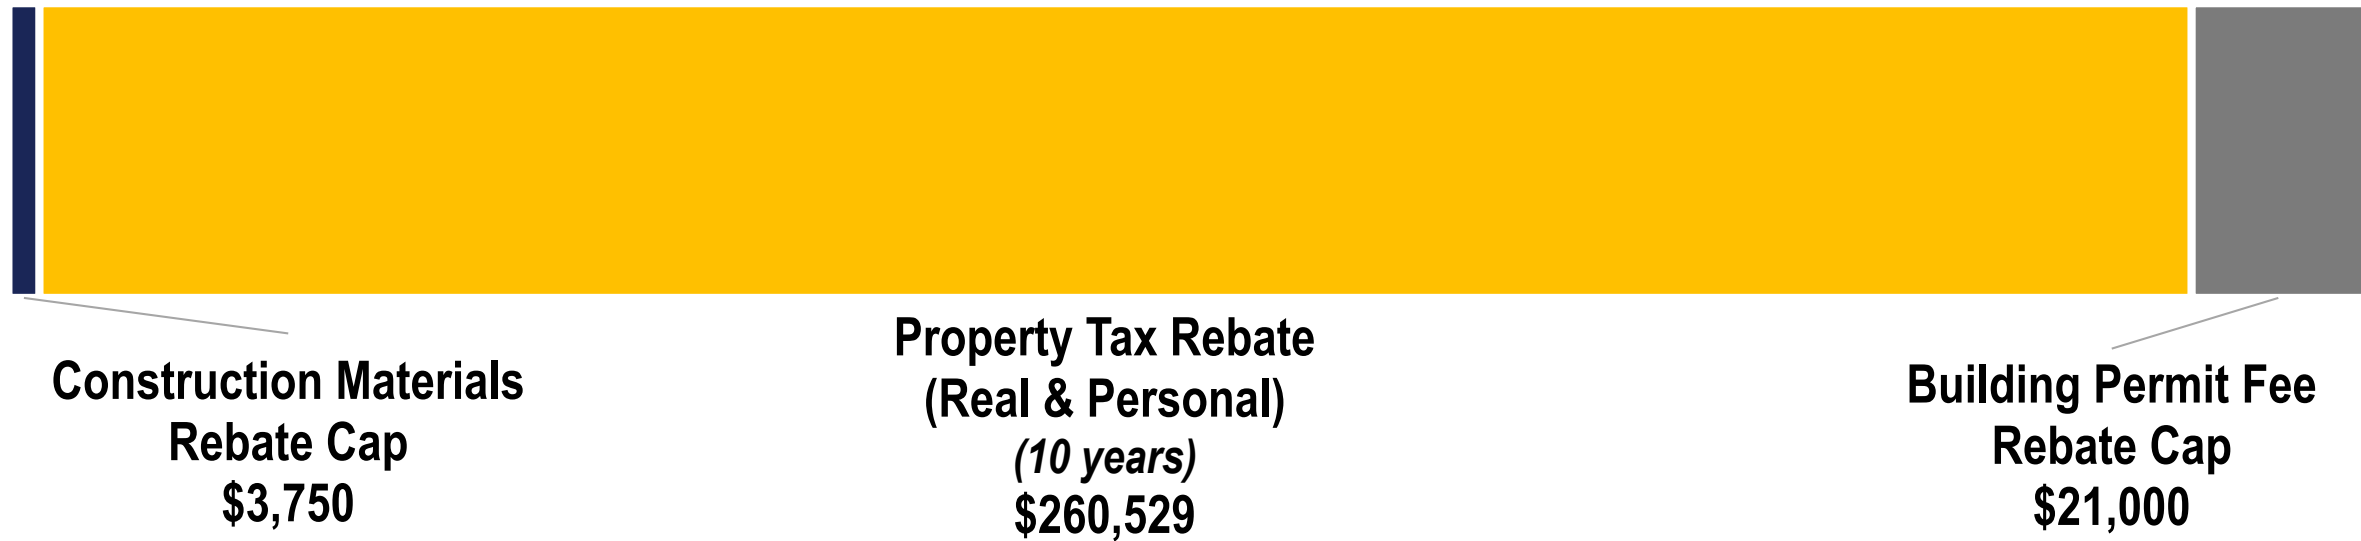 Construction Materials
Rebate Cap
$3,750
Property Tax Rebate
(Real & Personal)
(10 years)
$260,529
Building Permit Fee
Rebate Cap
$21,000